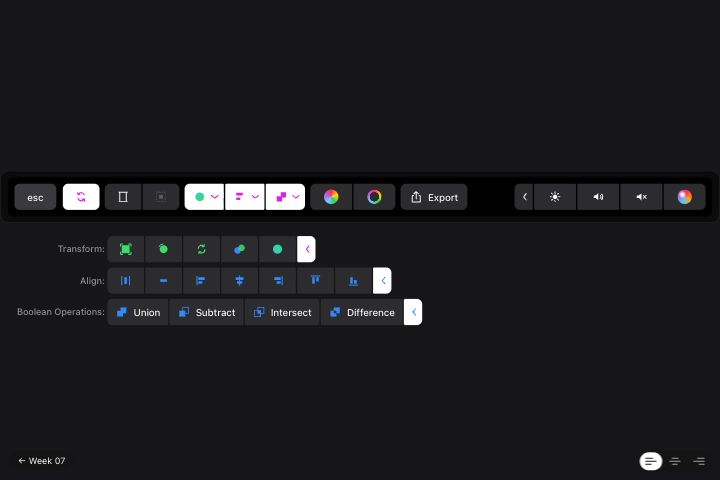 esc
Export
Transform:
Align:
Boolean Operations:
Union
Subtract
Intersect
Difference
← Week 07